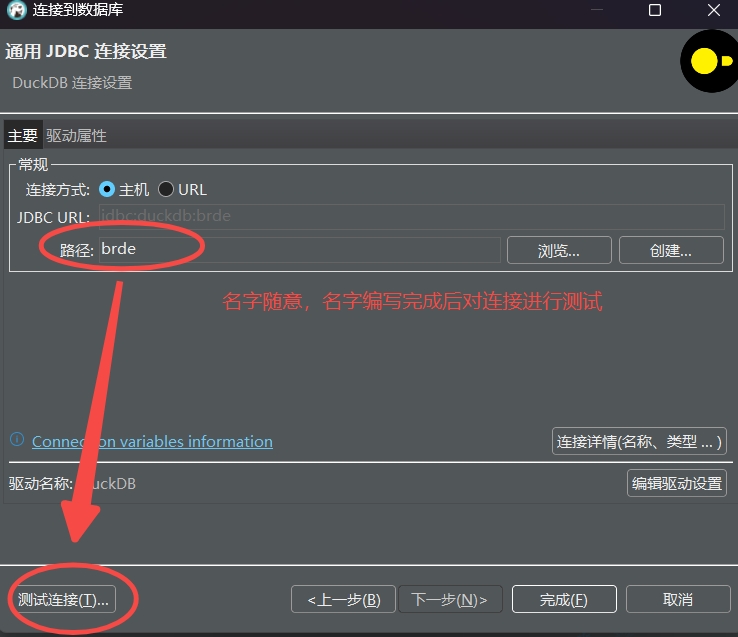 连接到数据库
通用 JDBC 连接设置
DuckDB 连接设置
主要 驱动属性
常规
连接方式: 主机 URL
JDBC URL: jdbc:duckdb:brde
路径: brde 浏览... 创建...
名字随意，名字编写完成后对连接进行测试
Connection variables information
连接详情(名称、类型 ... )
驱动名称: DuckDB
编辑驱动设置
测试连接(T)... <上一步(B) 下一步(N)> 完成(F) 取消